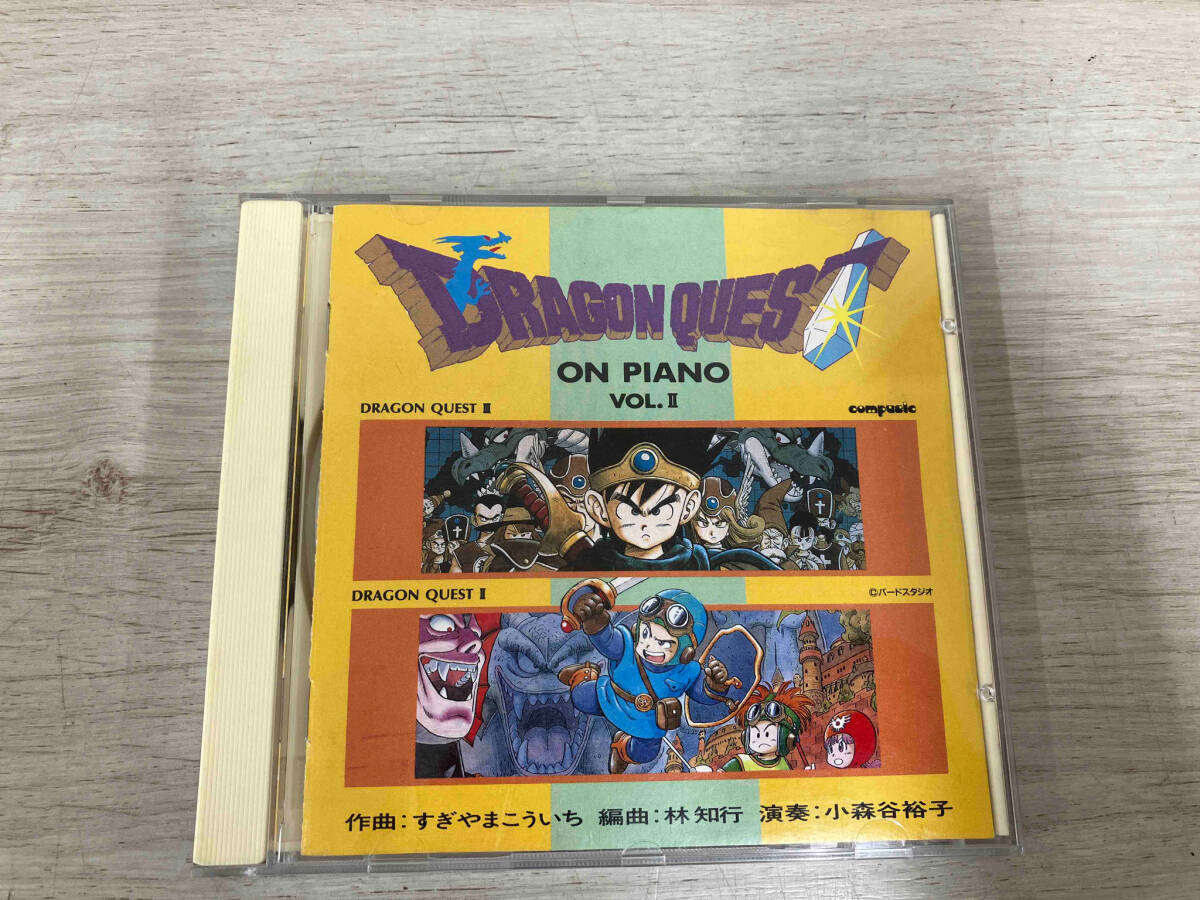 DRAGON QUEST
ON PIANO
VOL.Ⅱ
DRAGON QUEST Ⅲ
compusic
DRAGON QUEST Ⅱ
©バードスタジオ
作曲:すぎやまこういち 編曲:林 知行 演奏:小森谷裕子